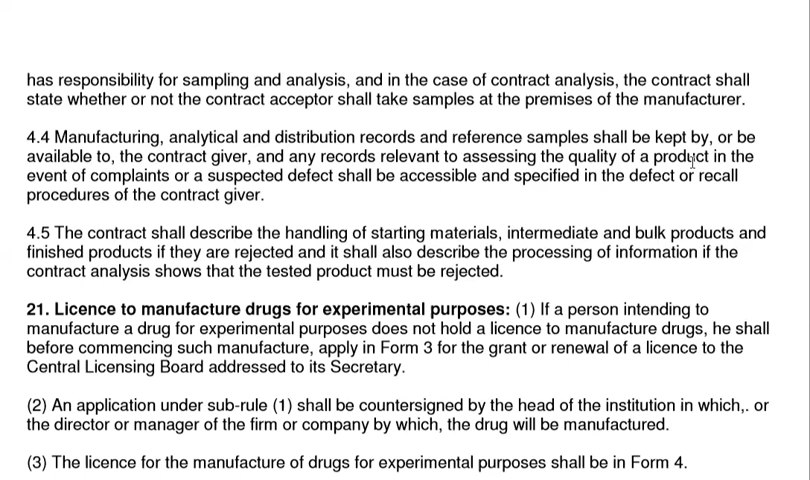 has responsibility for sampling and analysis, and in the case of contract analysis, the contract shall
state whether or not the contract acceptor shall take samples at the premises of the manufacturer.
4.4 Manufacturing, analytical and distribution records and reference samples shall be kept by, or be
available to, the contract giver, and any records relevant to assessing the quality of a product in the
event of complaints or a suspected defect shall be accessible and specified in the defect or recall
procedures of the contract giver.
4.5 The contract shall describe the handling of starting materials, intermediate and bulk products and
finished products if they are rejected and it shall also describe the processing of information if the
contract analysis shows that the tested product must be rejected.
21. Licence to manufacture drugs for experimental purposes: (1) If a person intending to
manufacture a drug for experimental purposes does not hold a licence to manufacture drugs, he shall
before commencing such manufacture, apply in Form 3 for the grant or renewal of a licence to the
Central Licensing Board addressed to its Secretary.
(2) An application under sub-rule (1) shall be countersigned by the head of the institution in which,. or
the director or manager of the firm or company by which, the drug will be manufactured.
(3) The licence for the manufacture of drugs for experimental purposes shall be in Form 4.